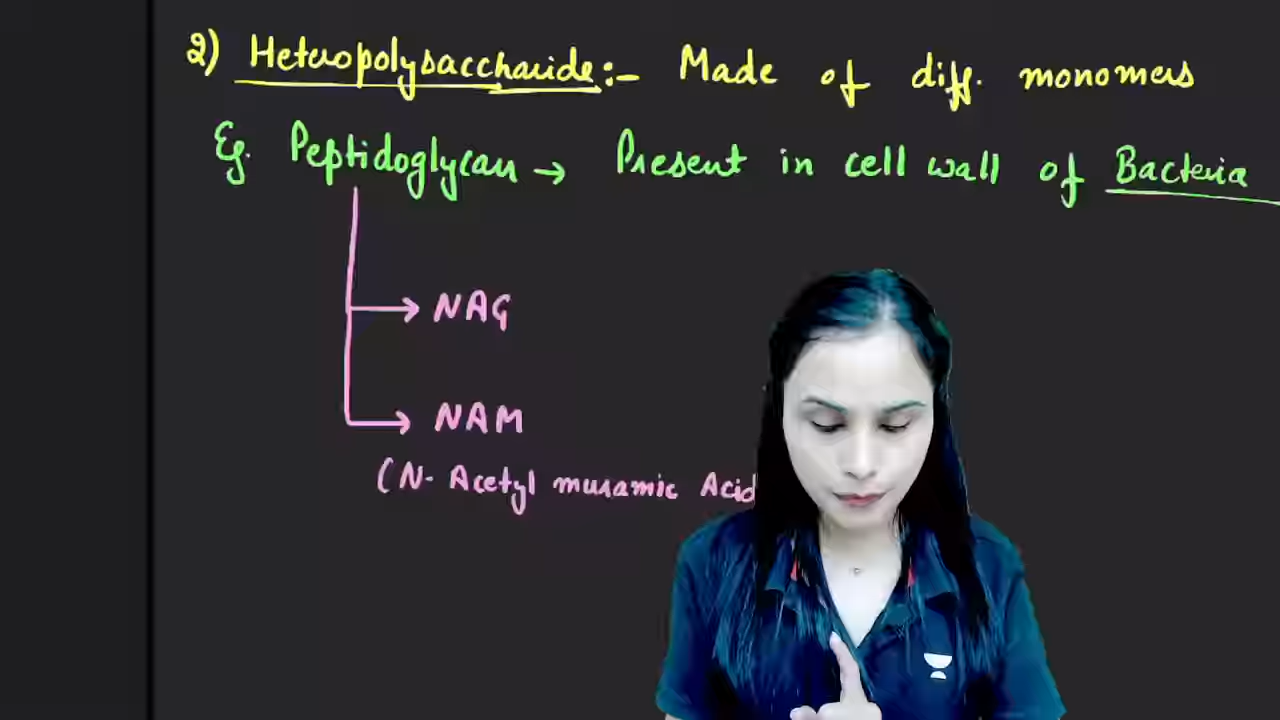 2) Heteropolysaccharide:- Made of diff. monomers
Eg. Peptidoglycan → Present in cell wall of Bacteria
→ NAG
→ NAM
(N- Acetyl muramic Acid